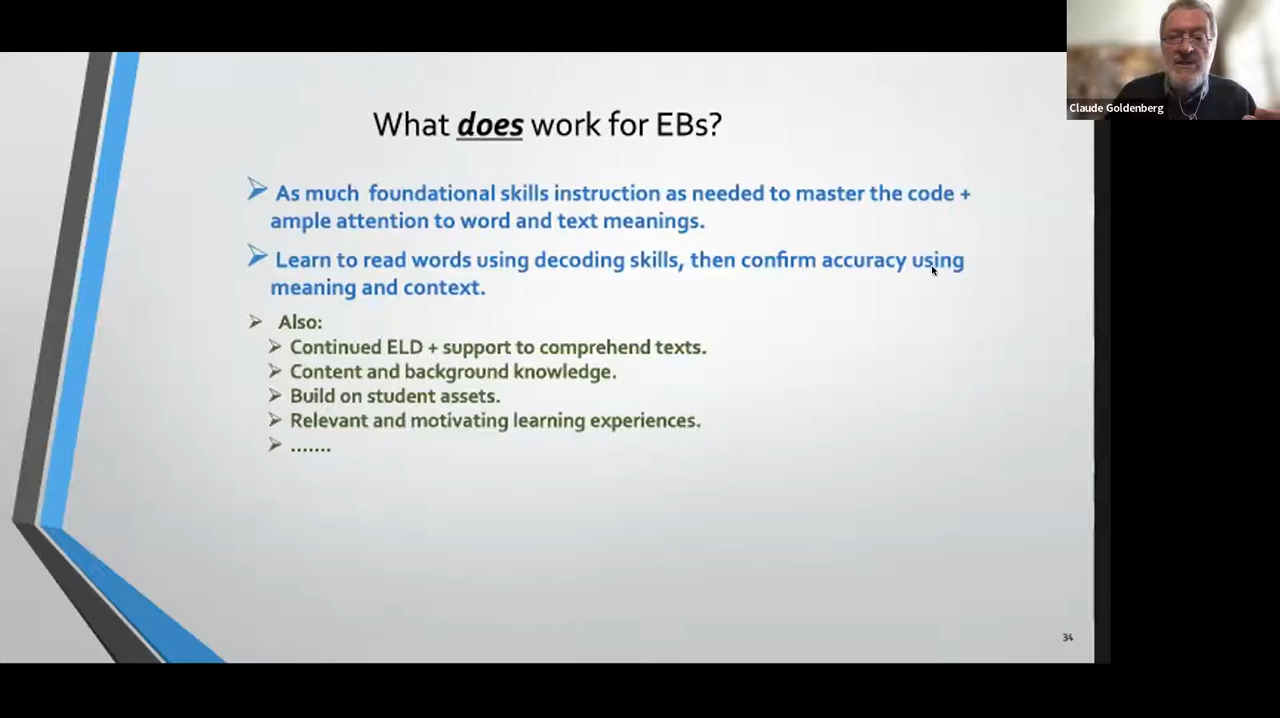 Claude Goldenberg
What does work for EBs?
As much foundational skills instruction as needed to master the code +
ample attention to word and text meanings.
Learn to read words using decoding skills, then confirm accuracy using
meaning and context.
Also:
Continued ELD + support to comprehend texts.
Content and background knowledge.
Build on student assets.
Relevant and motivating learning experiences.
.......
34